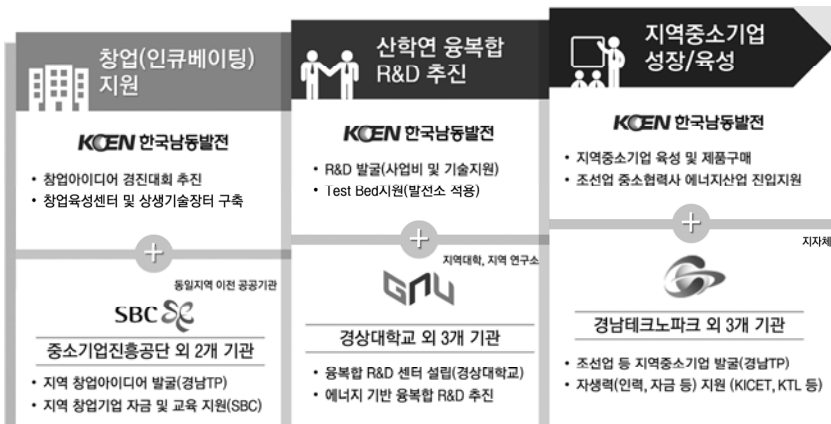 창업(인큐베이팅)
지원
KOEN 한국남동발전
• 창업아이디어 경진대회 추진
• 창업육성센터 및 상생기술장터 구축
+
동일지역 이전 공공기관
SBC
중소기업진흥공단 외 2개 기관
• 지역 창업아이디어 발굴(경남TP)
• 지역 창업기업 자금 및 교육 지원(SBC)
산학연 융복합
R&D 추진
KOEN 한국남동발전
• R&D 발굴(사업비 및 기술지원)
• Test Bed지원(발전소 적용)
+
지역대학, 지역 연구소
GNU
경상대학교 외 3개 기관
• 융복합 R&D 센터 설립(경상대학교)
• 에너지 기반 융복합 R&D 추진
지역중소기업
성장/육성
KOEN 한국남동발전
• 지역중소기업 육성 및 제품구매
• 조선업 중소협력사 에너지산업 진입지원
+
지자체
경남테크노파크 외 3개 기관
• 조선업 등 지역중소기업 발굴(경남TP)
• 자생력(인력, 자금 등) 지원 (KICET, KTL 등)